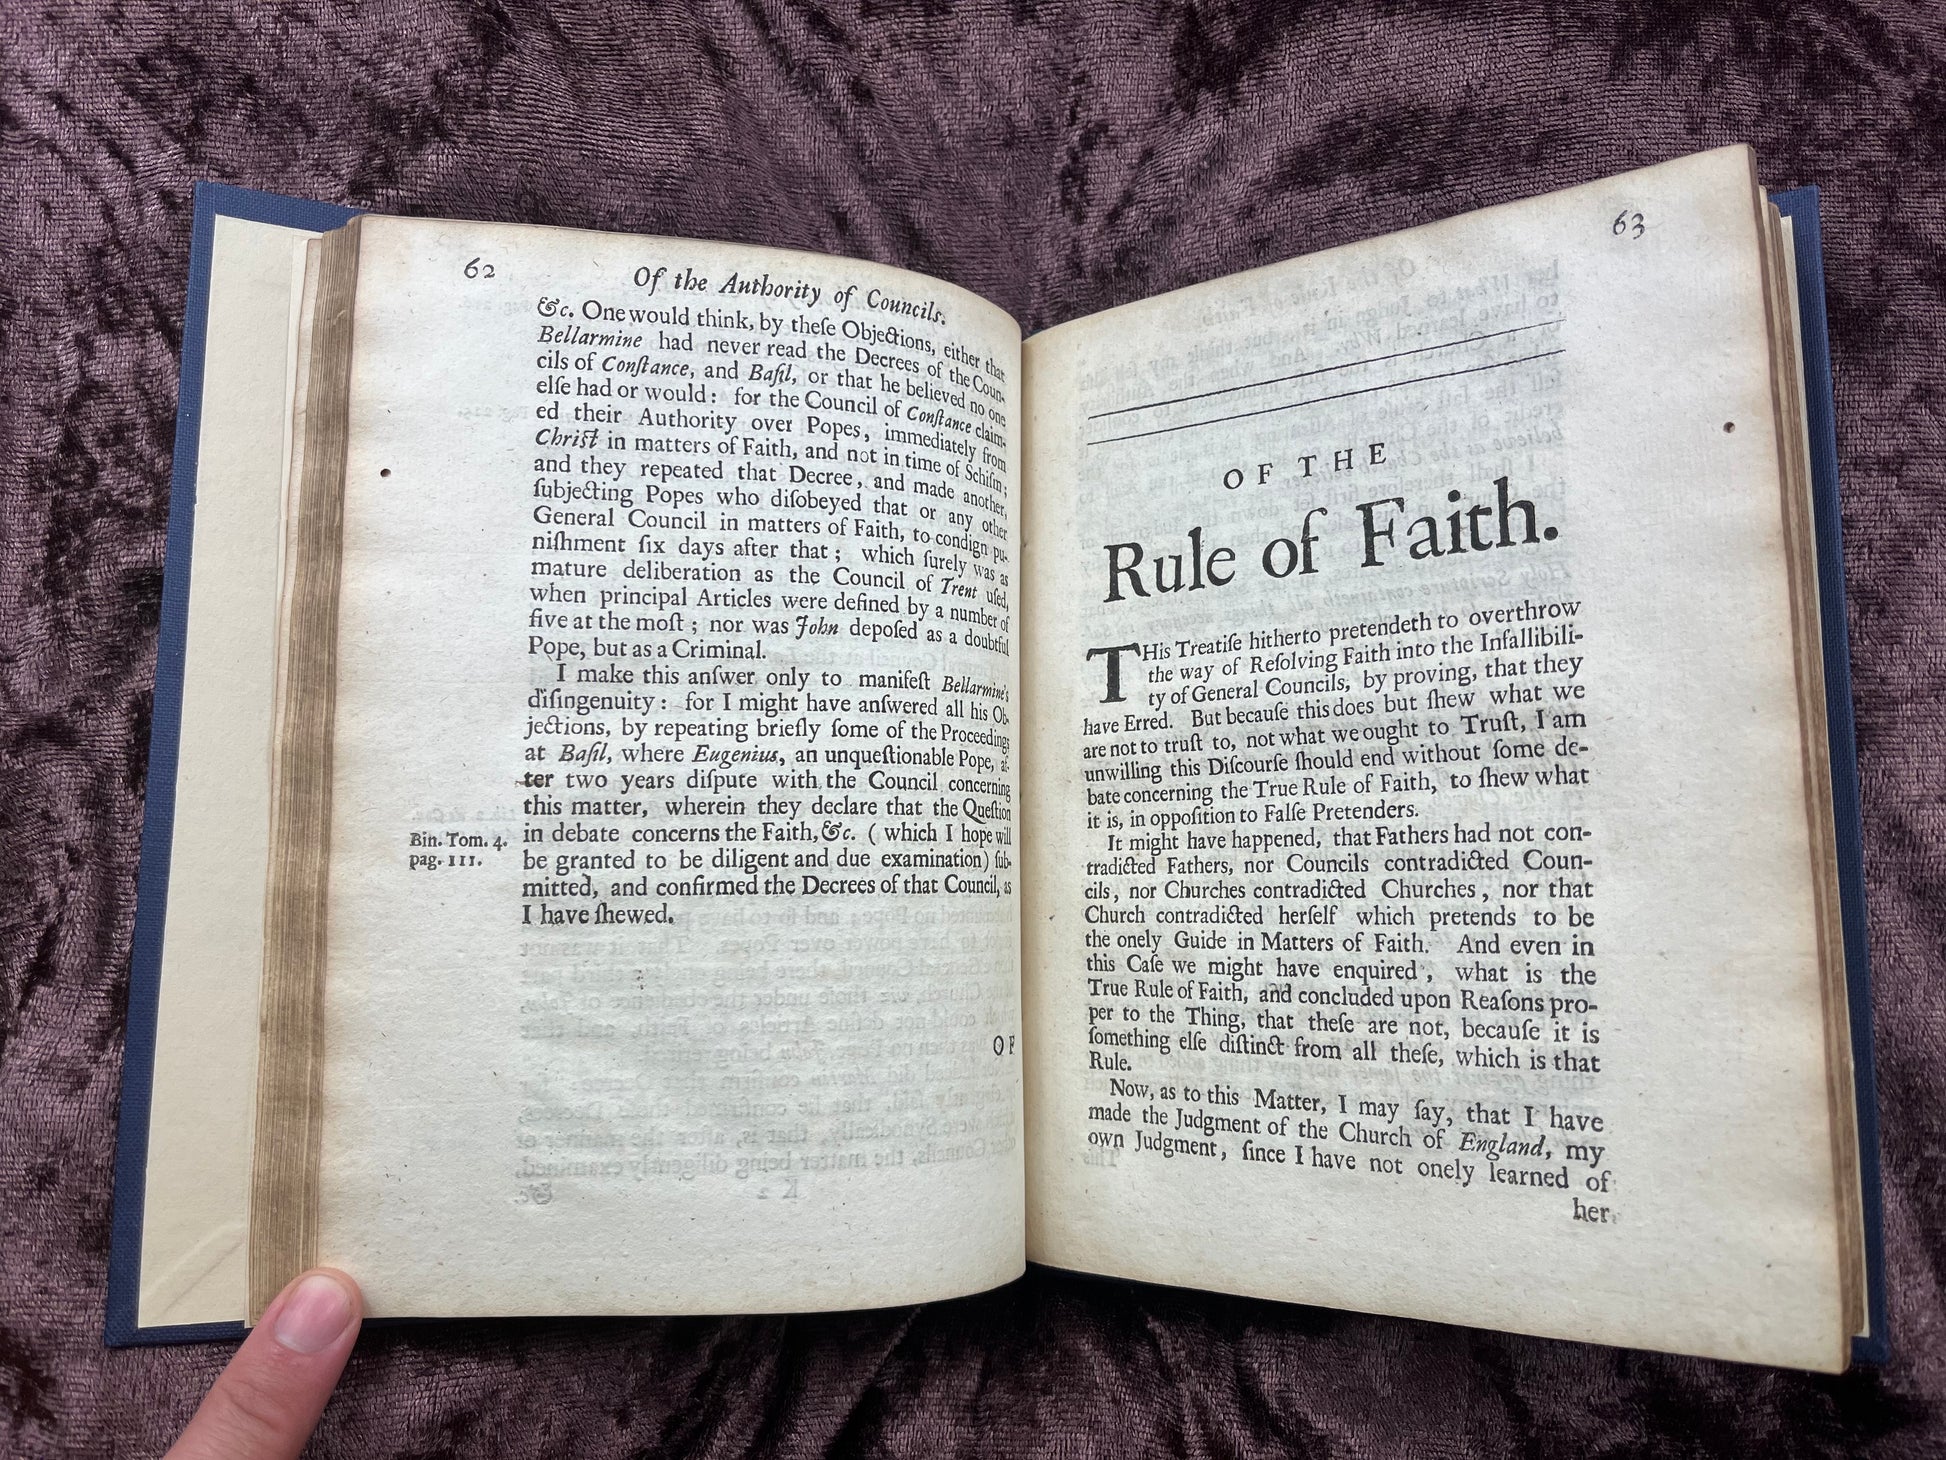 62
Of the Authority of Councils.
&c. One would think, by theſe Objections, either that
Bellarmine had never read the Decrees of the Coun-
cils of Conſtance, and Baſil, or that he believed no one
elſe had or would: for the Council of Conſtance claim-
ed their Authority over Popes, immediately from
Chriſt in matters of Faith, and not in time of Schiſm;
and they repeated that Decree, and made another,
ſubjecting Popes who diſobeyed that or any other
General Council in matters of Faith, to condign pu-
niſhment ſix days after that; which ſurely was as
mature deliberation as the Council of Trent uſed,
when principal Articles were defined by a number of
five at the moſt; nor was John depoſed as a doubtful
Pope, but as a Criminal.
I make this anſwer only to manifeſt Bellarmine's
diſingenuity: for I might have anſwered all his Ob-
jections, by repeating briefly ſome of the Proceedings
at Baſil, where Eugenius, an unqueſtionable Pope, af-
ter two years diſpute with the Council concerning
this matter, wherein they declare that the Queſtion
in debate concerns the Faith, &c. (which I hope will
be granted to be diligent and due examination) ſub-
mitted, and confirmed the Decrees of that Council, as
I have ſhewed.
Bin. Tom. 4.
pag. 111.
OF
63
OF THE
Rule of Faith.
THis Treatiſe hitherto pretendeth to overthrow
the way of Reſolving Faith into the Infallibili-
ty of General Councils, by proving, that they
have Erred. But becauſe this does but ſhew what we
are not to truſt to, not what we ought to Truſt, I am
unwilling this Diſcourſe ſhould end without ſome de-
bate concerning the True Rule of Faith, to ſhew what
it is, in oppoſition to Falſe Pretenders.
It might have happened, that Fathers had not con-
tradicted Fathers, nor Councils contradicted Coun-
cils, nor Churches contradicted Churches, nor that
Church contradicted herſelf which pretends to be
the onely Guide in Matters of Faith. And even in
this Caſe we might have enquired, what is the
True Rule of Faith, and concluded upon Reaſons pro-
per to the Thing, that theſe are not, becauſe it is
ſomething elſe diſtinct from all theſe, which is that
Rule.
Now, as to this Matter, I may ſay, that I have
made the Judgment of the Church of England, my
own Judgment, ſince I have not onely learned of
her